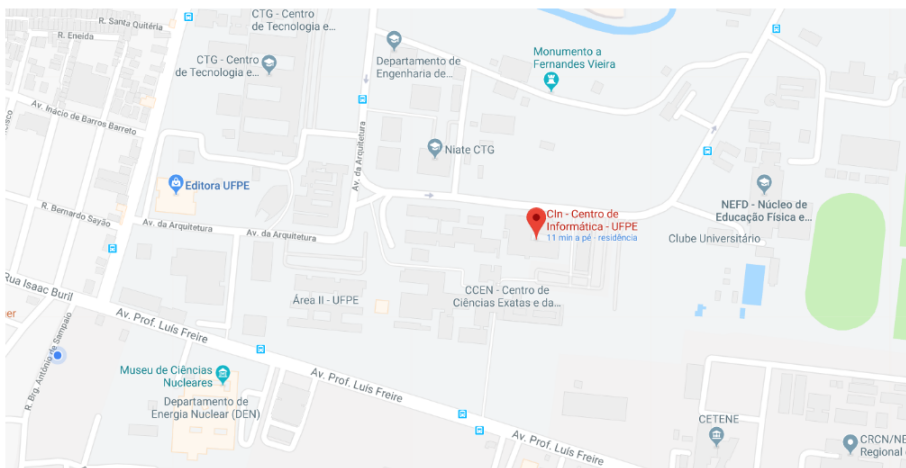 R. Santa Quitéria
R. Eneida
CTG - Centro
de Tecnologia e...
CTG - Centro
de Tecnologia e...
Departamento de
Engenharia de...
Monumento a
Fernandes Vieira
Av. Inácio de Barros Barreto
Av. da Arquitetura
Niate CTG
Editora UFPE
NEFD - Núcleo de
Educação Física e...
R. Bernardo Sayão
Av. da Arquitetura
Av. da Arquitetura
CIn - Centro de
Informática - UFPE
11 min a pé - residência
Clube Universitário
Rua Isaac Buril
Área II - UFPE
CCEN - Centro de
Ciências Exatas e da...
Av. Prof. Luís Freire
R. Brg. Antônio de Sampaio
Museu de Ciências
Nucleares
Av. Prof. Luís Freire
Departamento de
Energia Nuclear (DEN)
CETENE
Av. Prof. Luís Freire
CRCN/NE
Regional